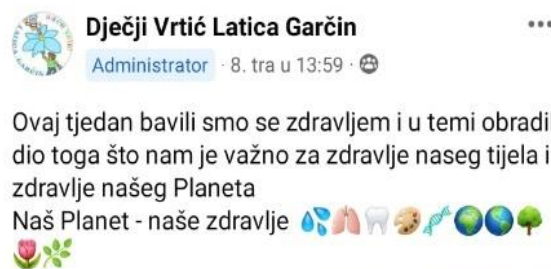 Dječji Vrtić Latica Garčin
Administrator · 8. tra u 13:59 ·
Ovaj tjedan bavili smo se zdravljem i u temi obradi
dio toga što nam je važno za zdravlje naseg tijela i
zdravlje našeg Planeta
Naš Planet - naše zdravlje 💦🫁🦷🎨🧬🌍🌎🌳
🌷🌿